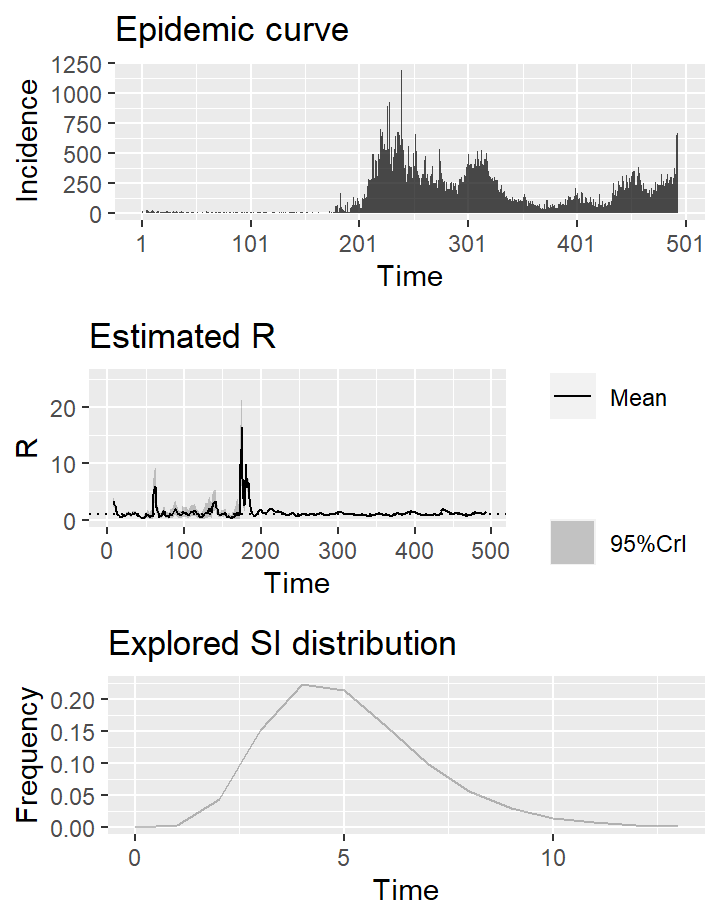 Epidemic curve
Incidence
1250
1000
750
500
250
0
1 101 201 301 401 501
Time
Estimated R
R
20
10
0
0 100 200 300 400 500
Time
Mean
95%CrI
Explored SI distribution
Frequency
0.20
0.15
0.10
0.05
0.00
0 5 10
Time